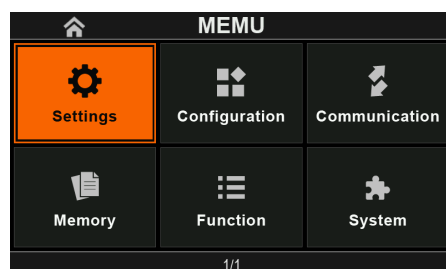 MEMU
Settings
Configuration
Communication
Memory
Function
System
1/1